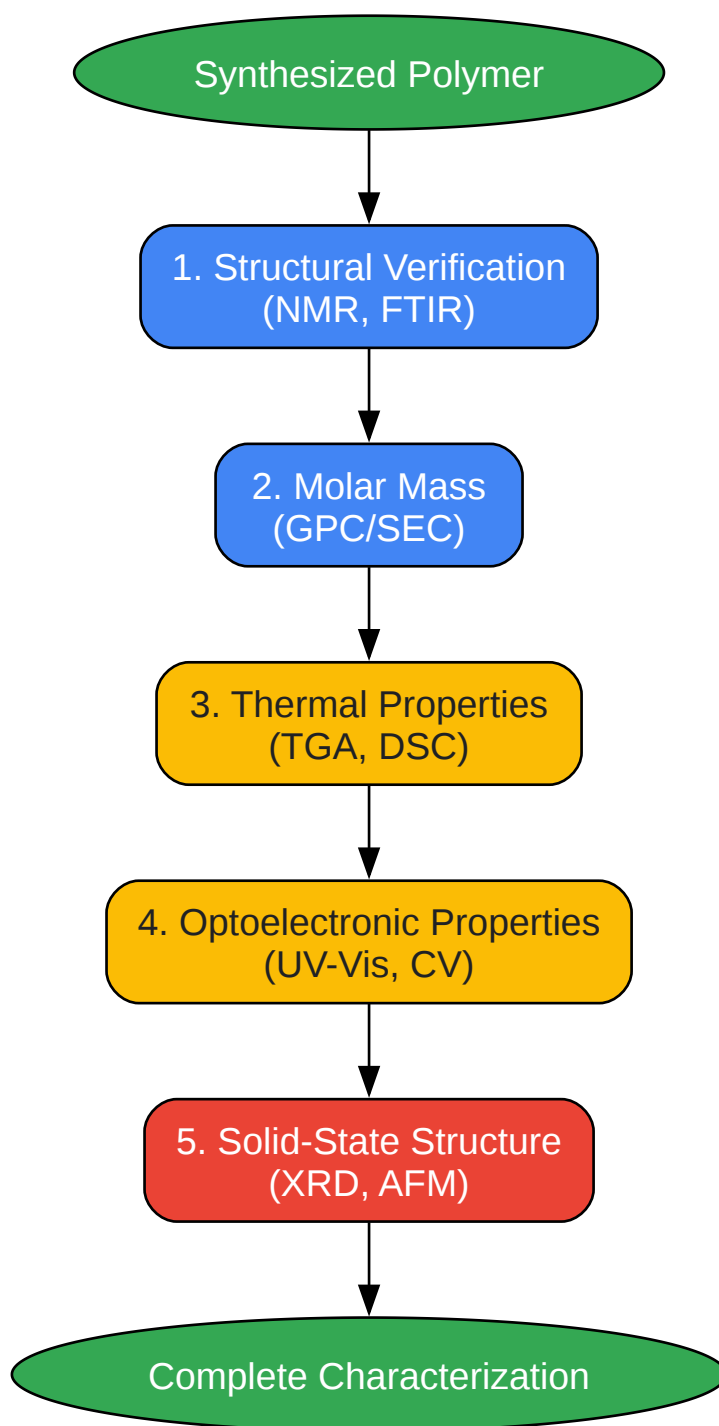 Synthesized Polymer
1. Structural Verification
(NMR, FTIR)
2. Molar Mass
(GPC/SEC)
3. Thermal Properties
(TGA, DSC)
4. Optoelectronic Properties
(UV-Vis, CV)
5. Solid-State Structure
(XRD, AFM)
Complete Characterization